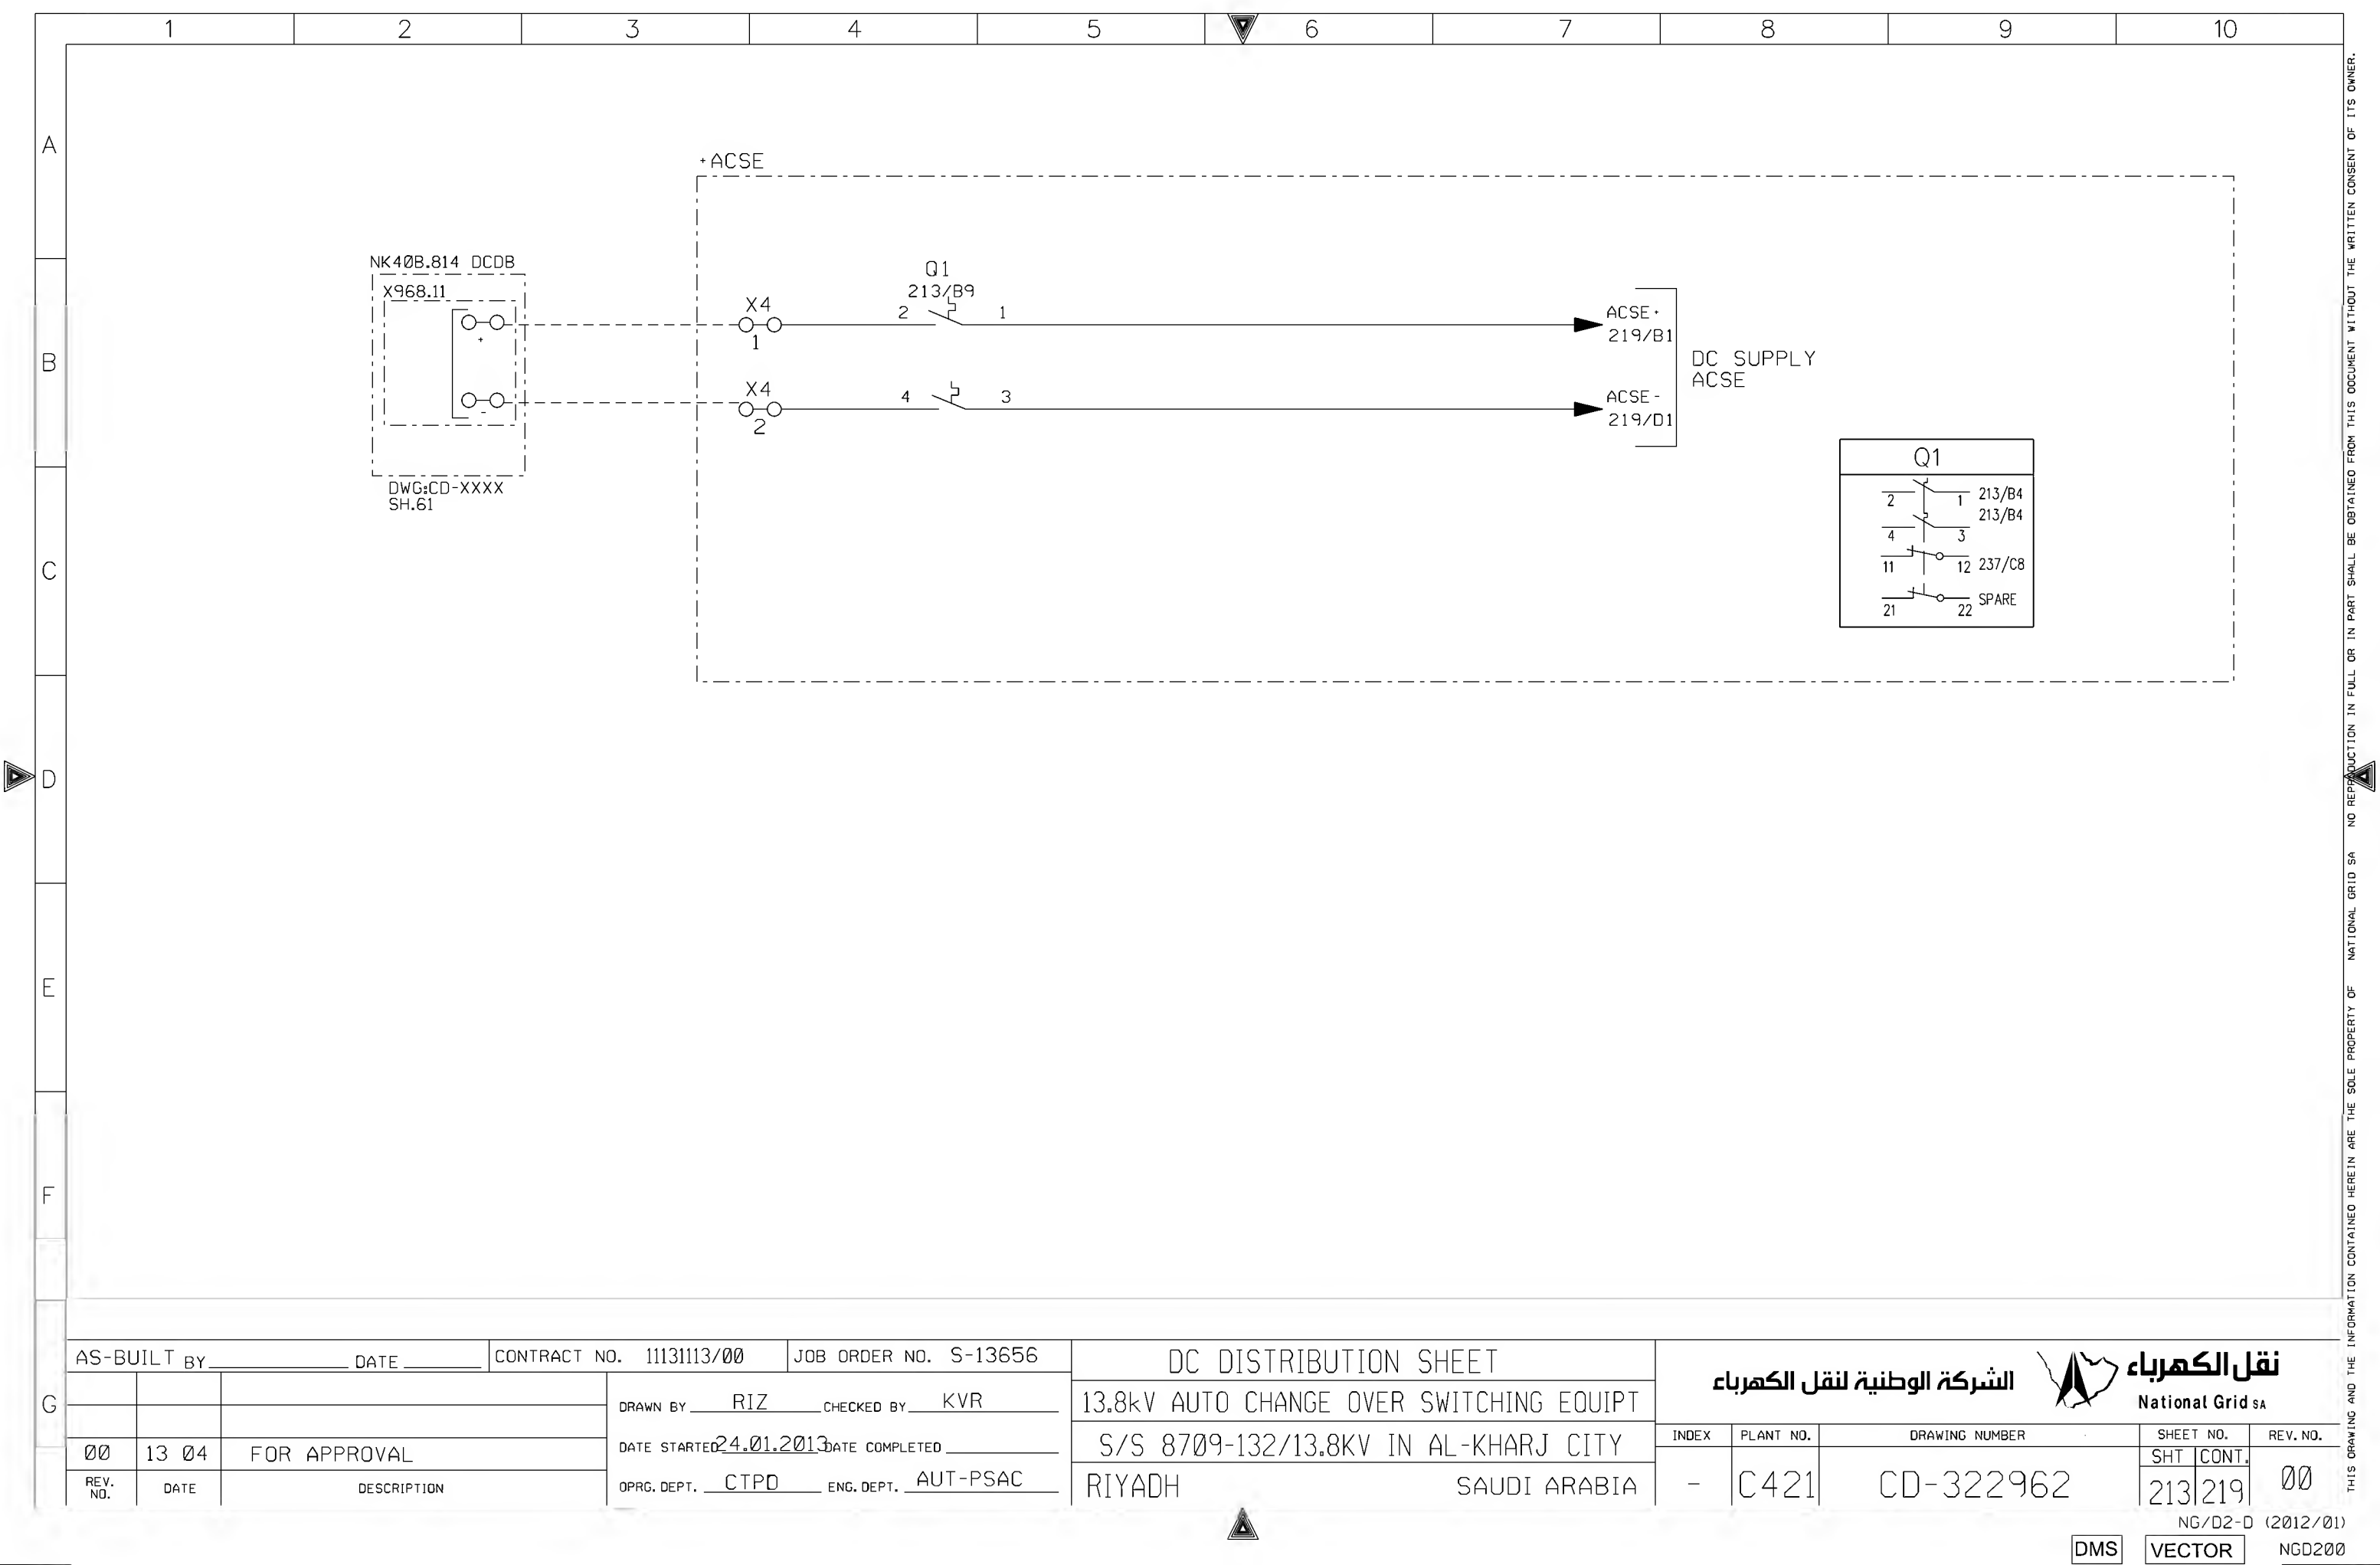 1 2 3 4 5 6 7 8 9 10
A
B
C
D
E
F
G
+ACSE
NK40B.814 DCDB
X968.11
+
-
DWG:CD-XXXX
SH.61
X4
1
X4
2
Q1
213/B9
2 1
4 3
ACSE+
219/B1
ACSE-
219/D1
DC SUPPLY
ACSE
Q1
2 1 213/B4
213/B4
4 3
11 12 237/C8
21 22 SPARE
AS-BUILT BY DATE
CONTRACT NO. 11131113/00
JOB ORDER NO. S-13656
DRAWN BY RIZ CHECKED BY KVR
DATE STARTED 24.01.2013 DATE COMPLETED
OPRG. DEPT. CTPD ENG. DEPT. AUT-PSAC
00 13 04 FOR APPROVAL
REV. NO. DATE DESCRIPTION
DC DISTRIBUTION SHEET
13.8kV AUTO CHANGE OVER SWITCHING EQUIPT
S/S 8709-132/13.8KV IN AL-KHARJ CITY
RIYADH SAUDI ARABIA
الشركة الوطنية لنقل الكهرباء
نقل الكهرباء
National Grid SA
INDEX PLANT NO. DRAWING NUMBER SHEET NO. REV. NO.
SHT CONT.
- C421 CD-322962 213 219 00
NG/D2-D (2012/01)
DMS VECTOR NGD200
THIS DRAWING AND THE INFORMATION CONTAINED HEREIN ARE THE SOLE PROPERTY OF NATIONAL GRID SA NO REPRODUCTION IN FULL OR IN PART SHALL BE OBTAINED FROM THIS DOCUMENT WITHOUT THE WRITTEN CONSENT OF ITS OWNER.